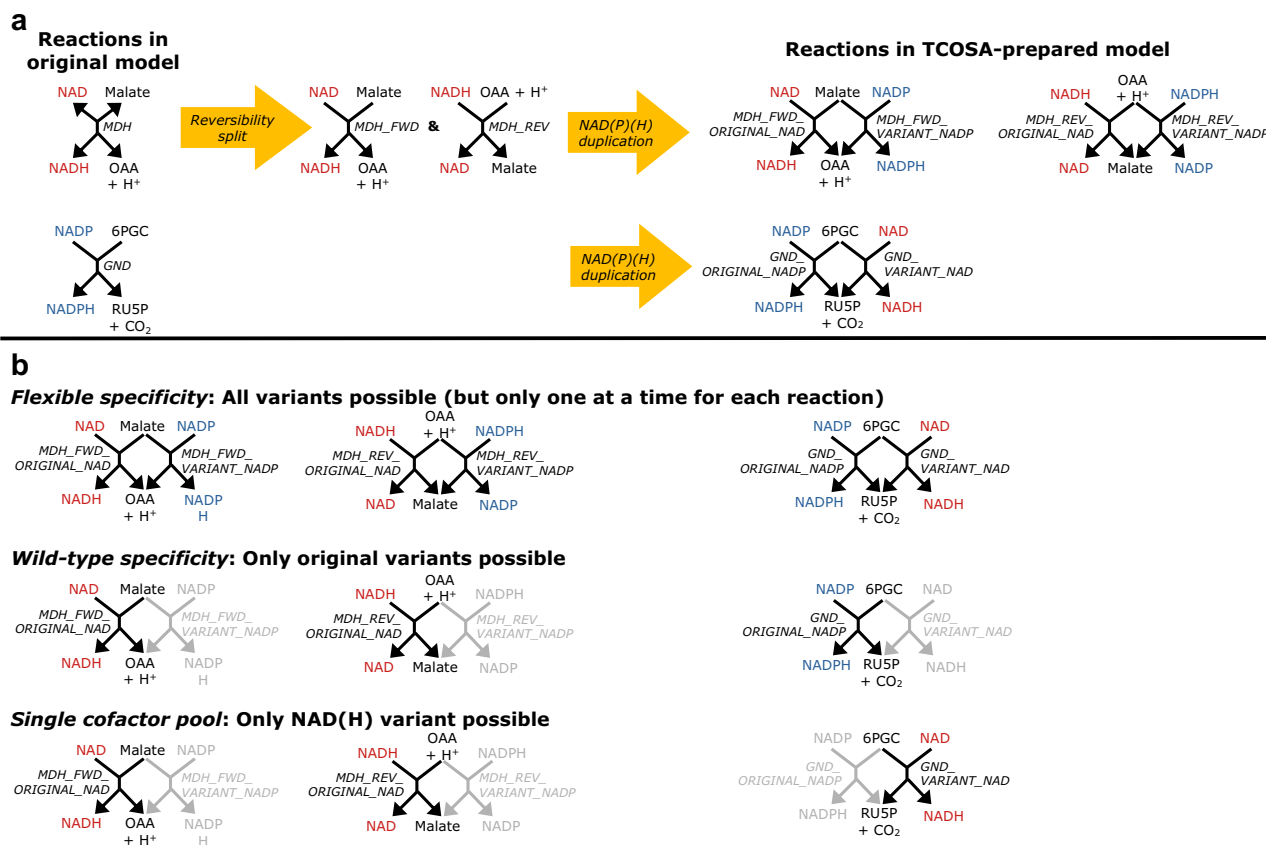 a
Reactions in
original model
NAD Malate
MDH
NADH OAA
+ H⁺
Reversibility
split
NAD Malate
MDH_FWD
NADH OAA
+ H⁺
&
NADH OAA + H⁺
MDH_REV
NAD Malate
NAD(P)(H)
duplication
Reactions in TCOSA-prepared model
NAD Malate NADP
MDH_FWD_
ORIGINAL_NAD
MDH_FWD_
VARIANT_NADP
NADH OAA
+ H⁺
NADPH
OAA
+ H⁺
NADH NADPH
MDH_REV_
ORIGINAL_NAD
MDH_REV_
VARIANT_NADP
NAD Malate NADP
NADP 6PGC
GND
NADPH RU5P
+ CO₂
NAD(P)(H)
duplication
NADP 6PGC NAD
GND_
ORIGINAL_NADP
GND_
VARIANT_NAD
NADPH RU5P
+ CO₂
NADH
b
Flexible specificity: All variants possible (but only one at a time for each reaction)
NAD Malate NADP
MDH_FWD_
ORIGINAL_NAD
MDH_FWD_
VARIANT_NADP
NADH OAA
+ H⁺
NADP
H
OAA
+ H⁺
NADH NADPH
MDH_REV_
ORIGINAL_NAD
MDH_REV_
VARIANT_NADP
NAD Malate NADP
NADP 6PGC NAD
GND_
ORIGINAL_NADP
GND_
VARIANT_NAD
NADPH RU5P
+ CO₂
NADH
Wild-type specificity: Only original variants possible
NAD Malate NADP
MDH_FWD_
ORIGINAL_NAD
MDH_FWD_
VARIANT_NADP
NADH OAA
+ H⁺
NADP
H
OAA
+ H⁺
NADH NADPH
MDH_REV_
ORIGINAL_NAD
MDH_REV_
VARIANT_NADP
NAD Malate NADP
NADP 6PGC NAD
GND_
ORIGINAL_NADP
GND_
VARIANT_NAD
NADPH RU5P
+ CO₂
NADH
Single cofactor pool: Only NAD(H) variant possible
NAD Malate NADP
MDH_FWD_
ORIGINAL_NAD
MDH_FWD_
VARIANT_NADP
NADH OAA
+ H⁺
NADP
H
OAA
+ H⁺
NADH NADPH
MDH_REV_
ORIGINAL_NAD
MDH_REV_
VARIANT_NADP
NAD Malate NADP
NADP 6PGC NAD
GND_
ORIGINAL_NADP
GND_
VARIANT_NAD
NADPH RU5P
+ CO₂
NADH